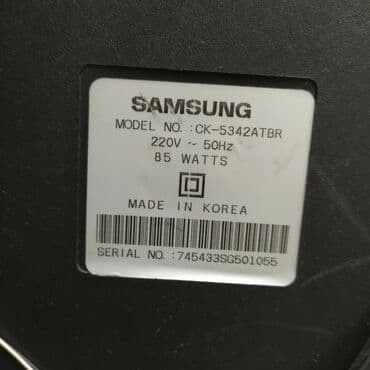 SAMSUNG
MODEL NO. :CK-5342ATBR
220V ~ 50Hz
85 WATTS
MADE IN KOREA
SERIAL NO. :745433SG501055